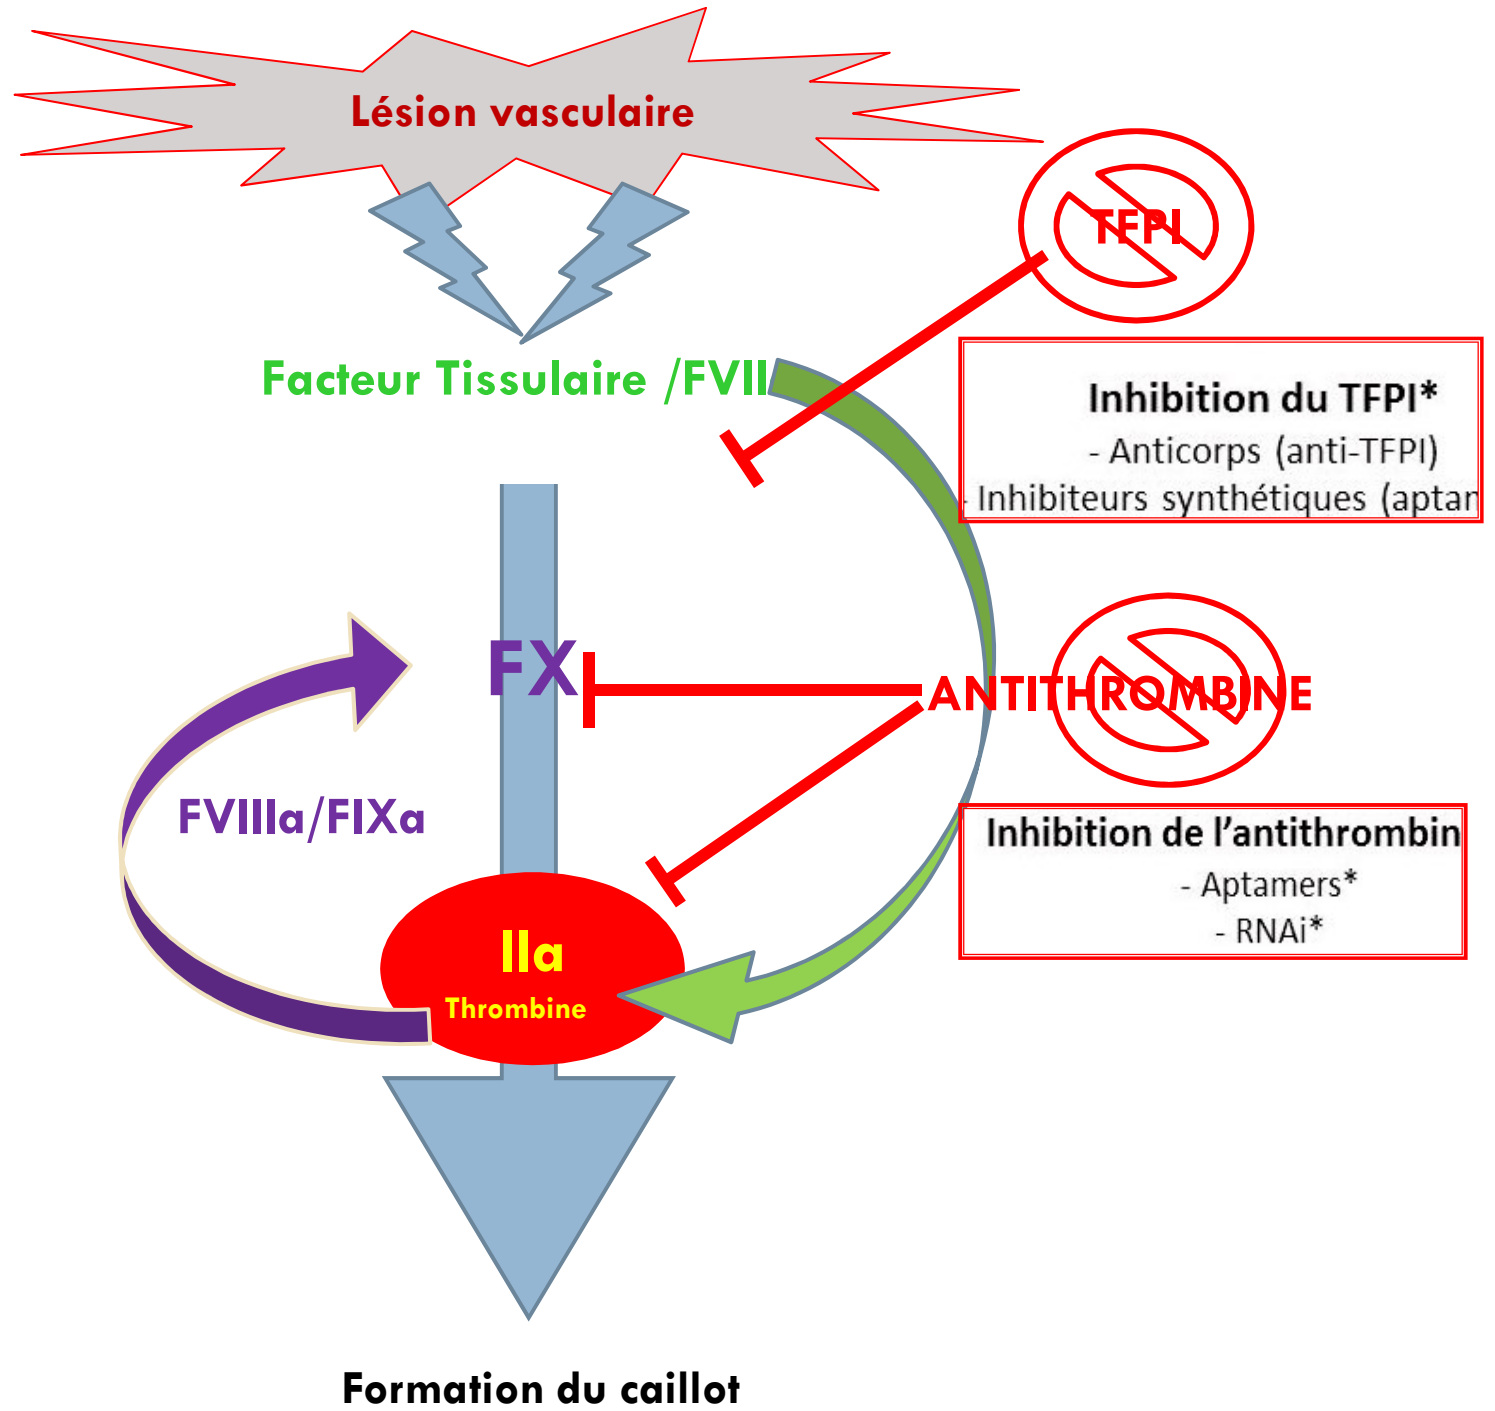 Lésion vasculaire
TFPI
Facteur Tissulaire /FVII
Inhibition du TFPI*
- Anticorps (anti-TFPI)
- Inhibiteurs synthétiques (aptam
FX
ANTITHROMBINE
FVIIIa/FIXa
Inhibition de l'antithrombin
- Aptamers*
- RNAi*
IIa
Thrombine
Formation du caillot